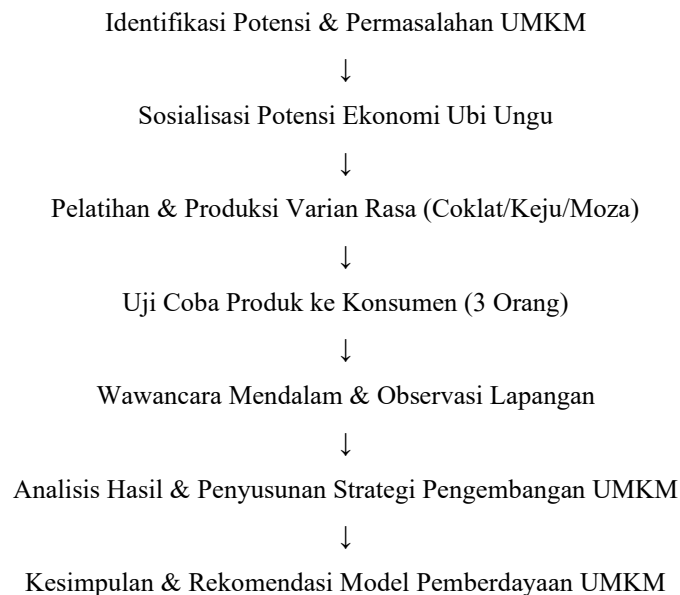 Identifikasi Potensi & Permasalahan UMKM
↓
Sosialisasi Potensi Ekonomi Ubi Ungu
↓
Pelatihan & Produksi Varian Rasa (Coklat/Keju/Moza)
↓
Uji Coba Produk ke Konsumen (3 Orang)
↓
Wawancara Mendalam & Observasi Lapangan
↓
Analisis Hasil & Penyusunan Strategi Pengembangan UMKM
↓
Kesimpulan & Rekomendasi Model Pemberdayaan UMKM